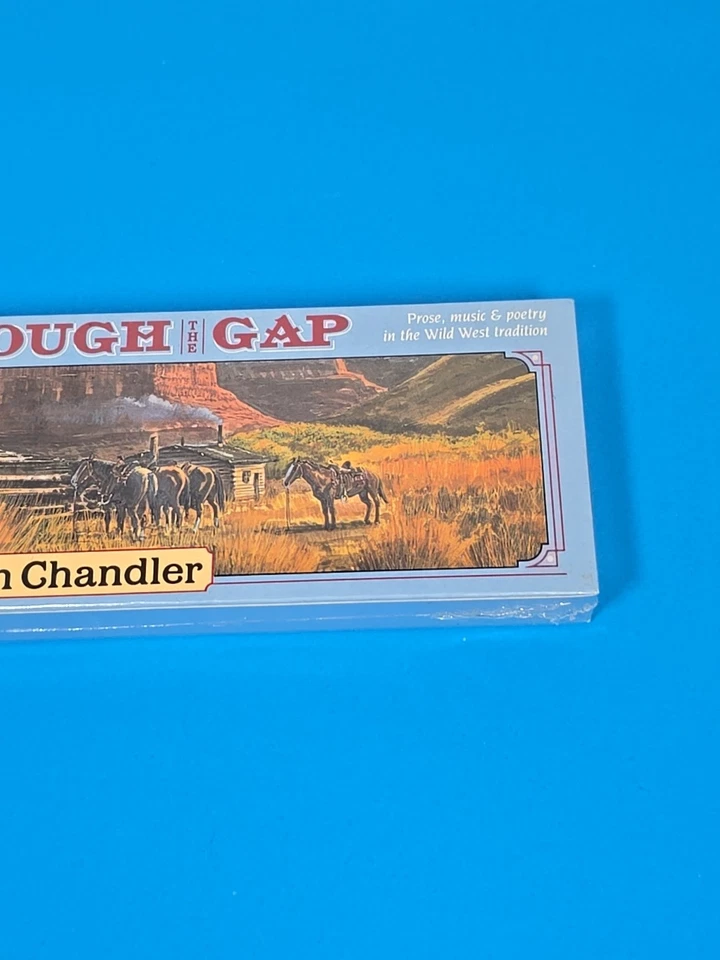 OUGH THE GAP
Prose, music & poetry
in the Wild West tradition
n Chandler